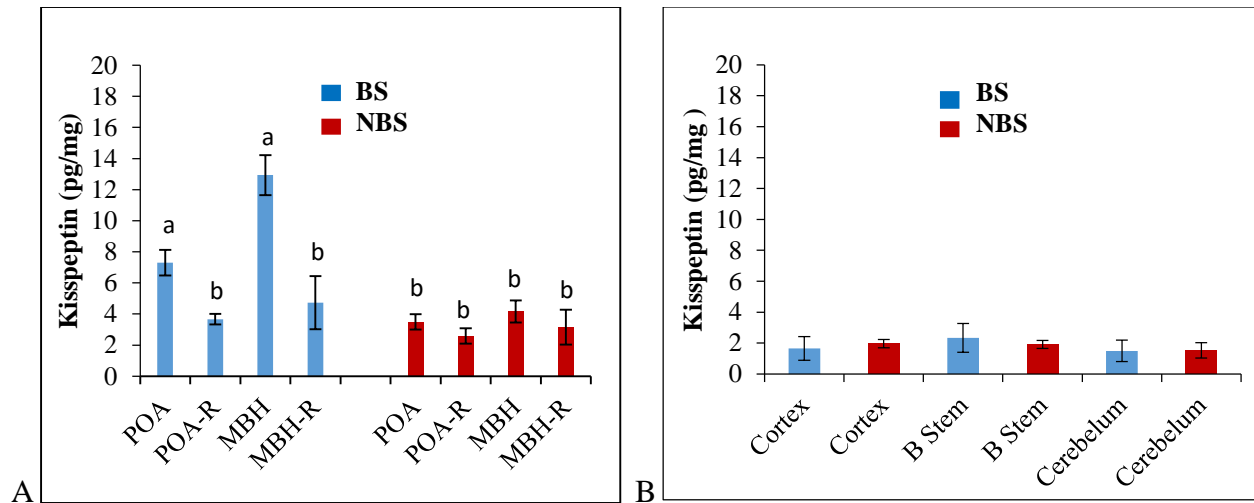 20
18
16
14
12
10
8
6
4
2
0
Kisspeptin (pg/mg)
BS
NBS
a
b
a
b
b
b
b
b
POA
POA-R
MBH
MBH-R
POA
POA-R
MBH
MBH-R
A
20
18
16
14
12
10
8
6
4
2
0
Kisspeptin (pg/mg )
BS
NBS
Cortex
Cortex
B Stem
B Stem
Cerebelum
Cerebelum
B